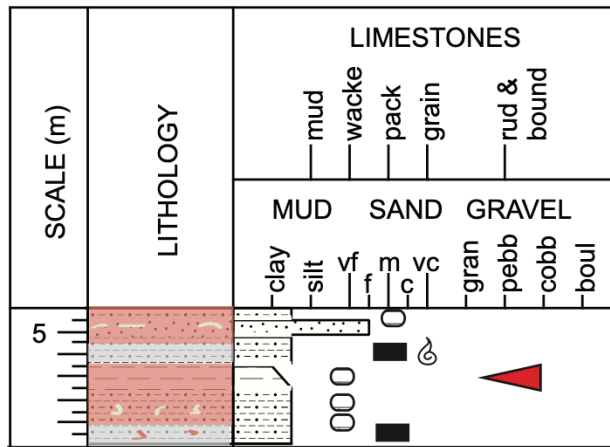 SCALE (m)
LITHOLOGY
LIMESTONES
mud
wacke
pack
grain
rud &
bound
MUD SAND GRAVEL
clay
silt
vf
f
m
c
vc
gran
pebb
cobb
boul
5